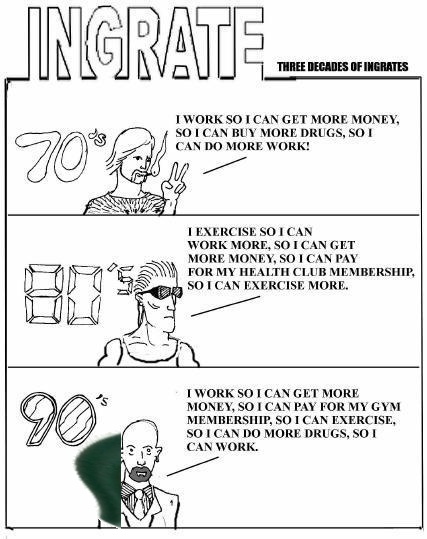 INGRATE
THREE DECADES OF INGRATES
70's
I WORK SO I CAN GET MORE MONEY,
SO I CAN BUY MORE DRUGS, SO I
CAN DO MORE WORK!
80's
I EXERCISE SO I CAN
WORK MORE, SO I CAN GET
MORE MONEY, SO I CAN PAY
FOR MY HEALTH CLUB MEMBERSHIP,
SO I CAN EXERCISE MORE.
90's
I WORK SO I CAN GET MORE
MONEY, SO I CAN PAY FOR MY GYM
MEMBERSHIP, SO I CAN EXERCISE,
SO I CAN DO MORE DRUGS, SO I
CAN WORK.